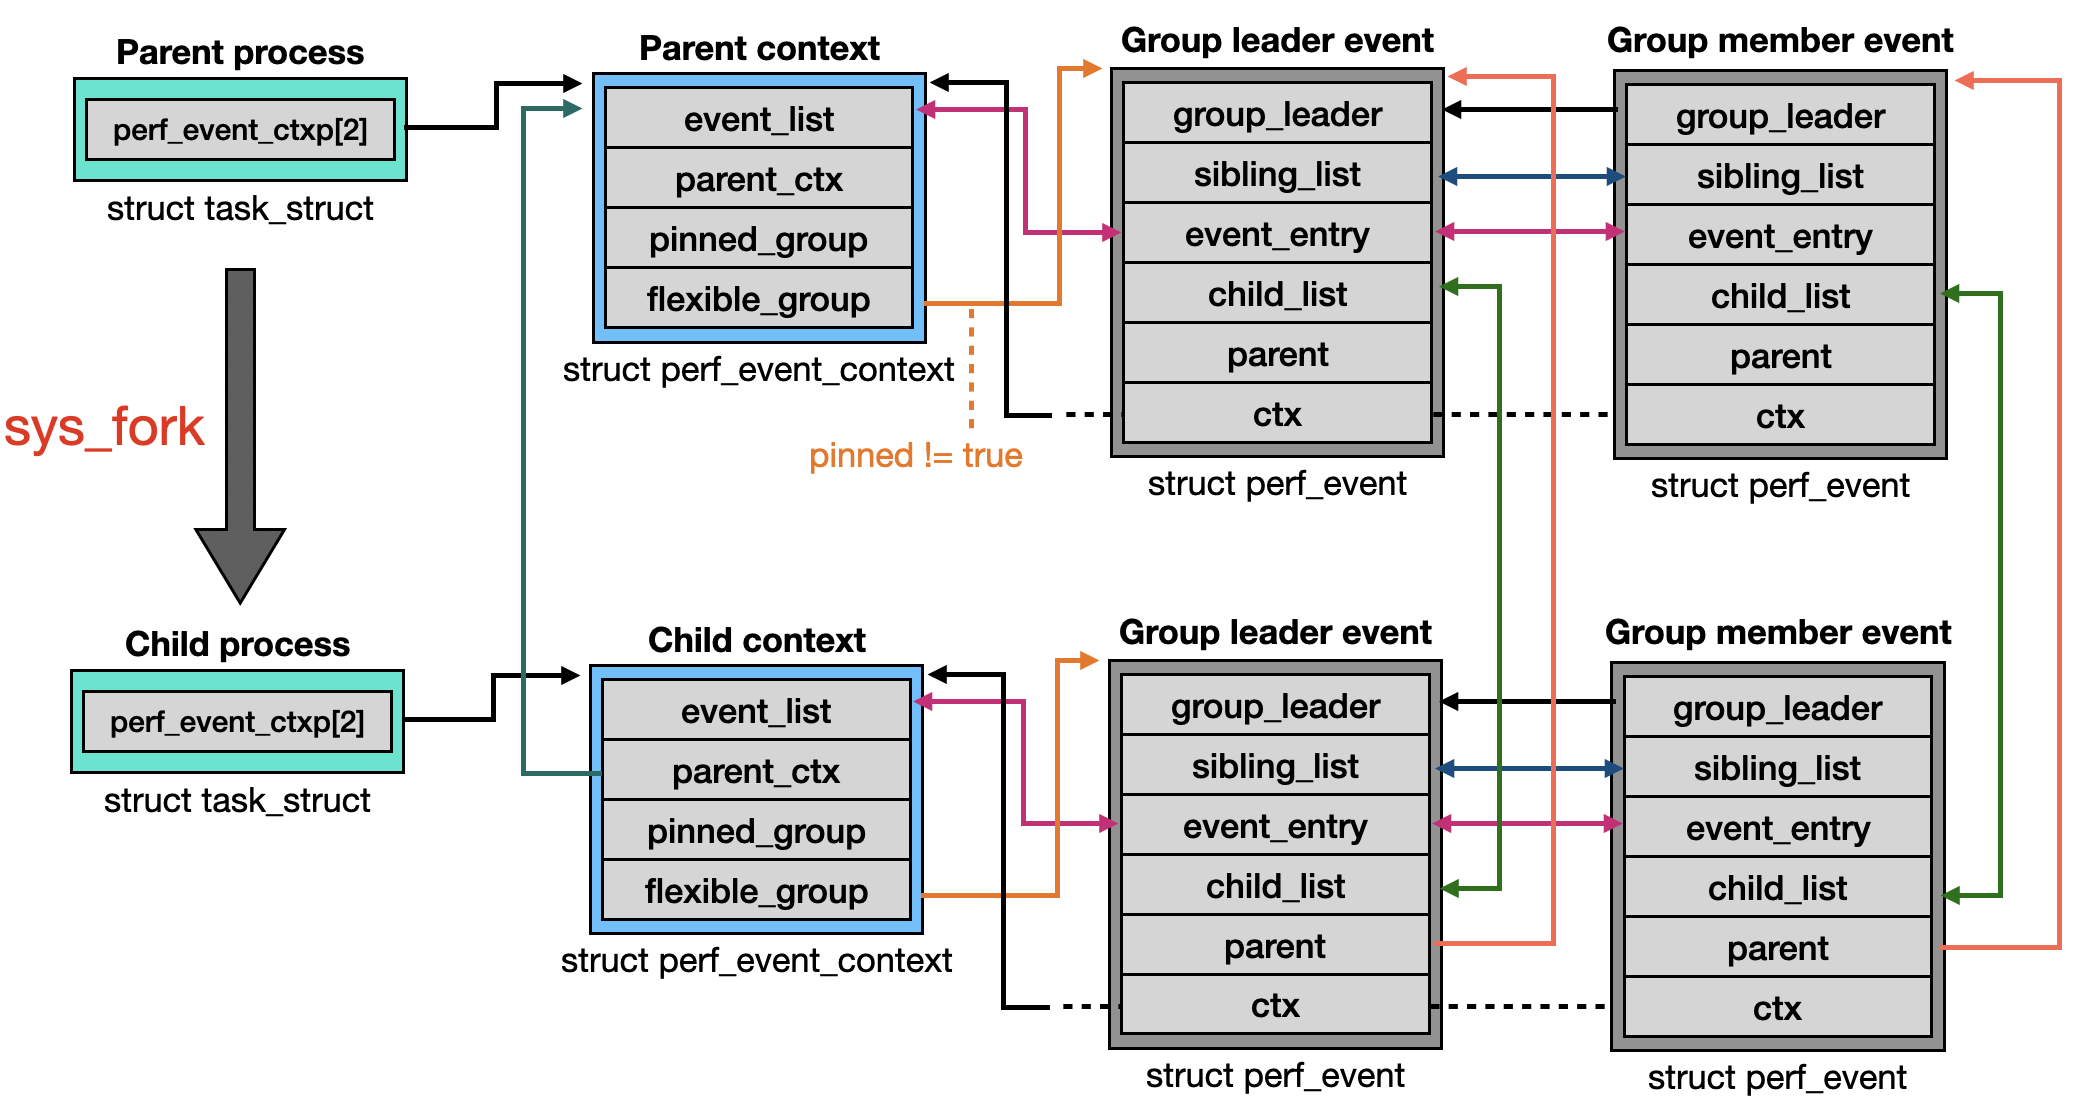 Parent process
perf_event_ctxp[2]
struct task_struct
sys_fork
Child process
perf_event_ctxp[2]
struct task_struct
Parent context
event_list
parent_ctx
pinned_group
flexible_group
struct perf_event_context
pinned != true
Group leader event
group_leader
sibling_list
event_entry
child_list
parent
ctx
struct perf_event
Group member event
group_leader
sibling_list
event_entry
child_list
parent
ctx
struct perf_event
Child context
event_list
parent_ctx
pinned_group
flexible_group
struct perf_event_context
Group leader event
group_leader
sibling_list
event_entry
child_list
parent
ctx
struct perf_event
Group member event
group_leader
sibling_list
event_entry
child_list
parent
ctx
struct perf_event